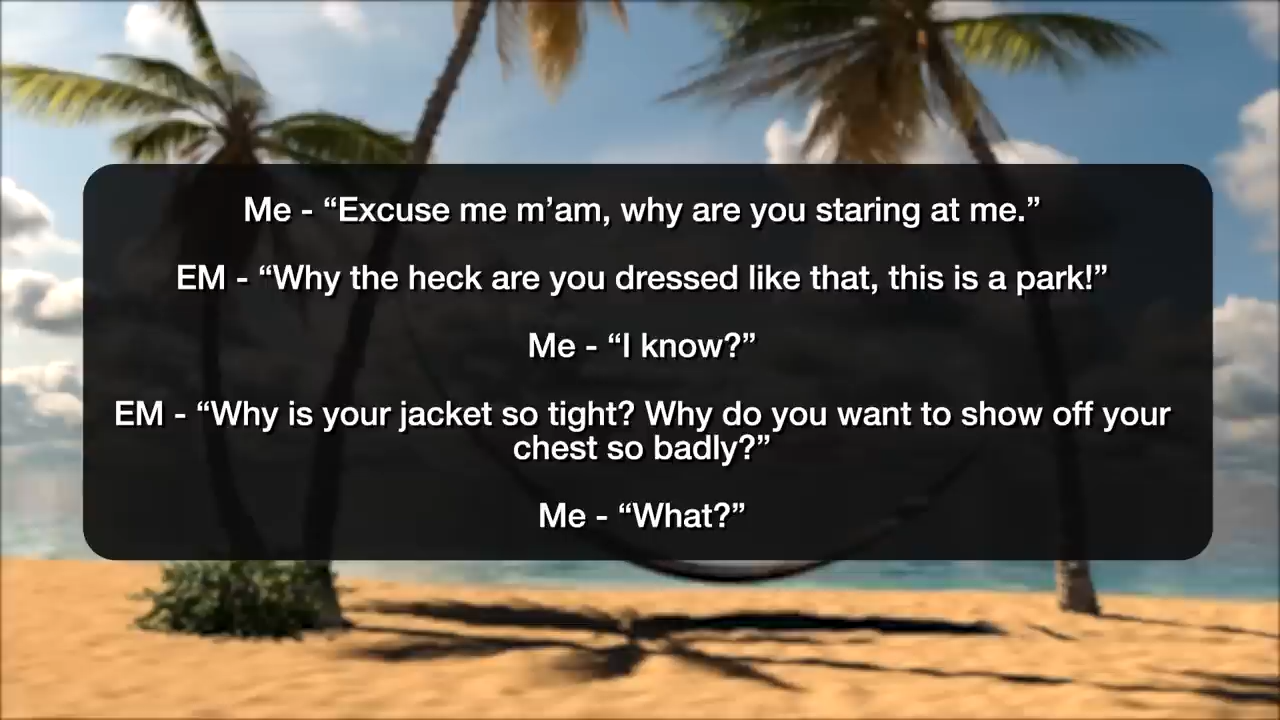 Me - “Excuse me m’am, why are you staring at me.”
EM - “Why the heck are you dressed like that, this is a park!”
Me - “I know?”
EM - “Why is your jacket so tight? Why do you want to show off your
chest so badly?”
Me - “What?”